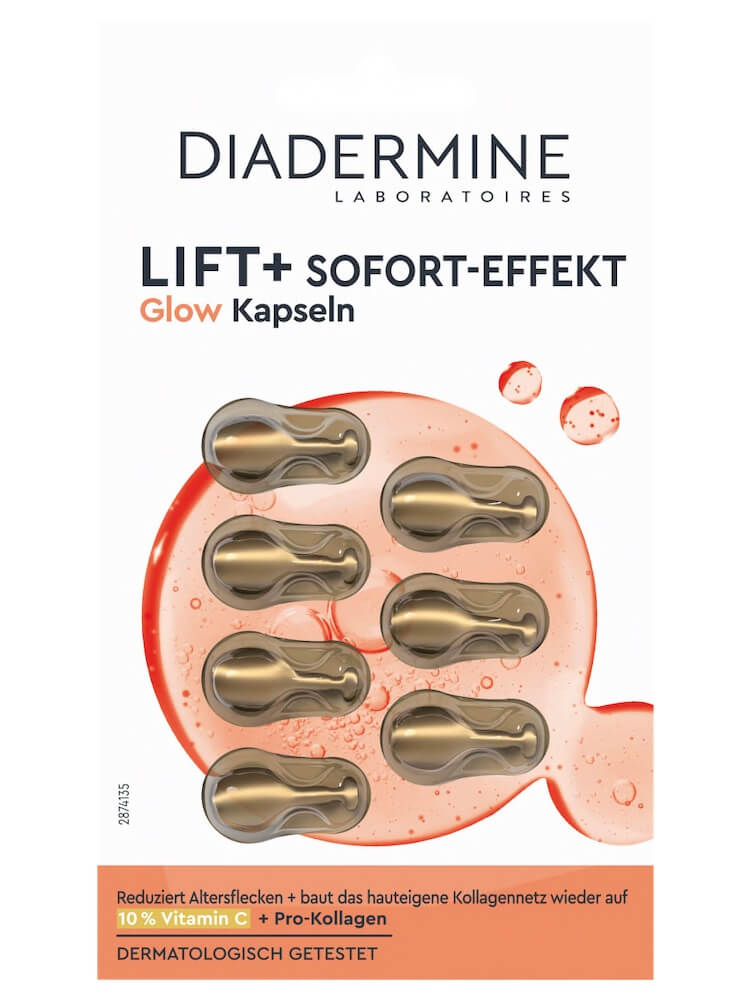 DIADERMINE
LABORATOIRES
LIFT+ SOFORT-EFFEKT
Glow Kapseln
2874135
Reduziert Altersflecken + baut das hauteigene Kollagennetz wieder auf
10 % Vitamin C + Pro-Kollagen
DERMATOLOGISCH GETESTET